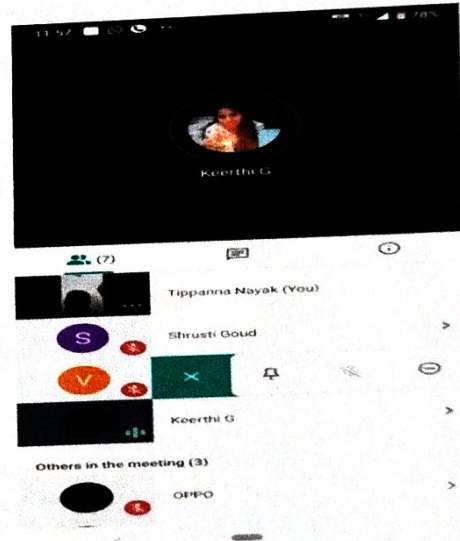 11:57
78%
Keerthi G
(7)
Tippanna Nayak (You)
S
Shrusti Goud
V
Keerthi G
Others in the meeting (3)
OPPO